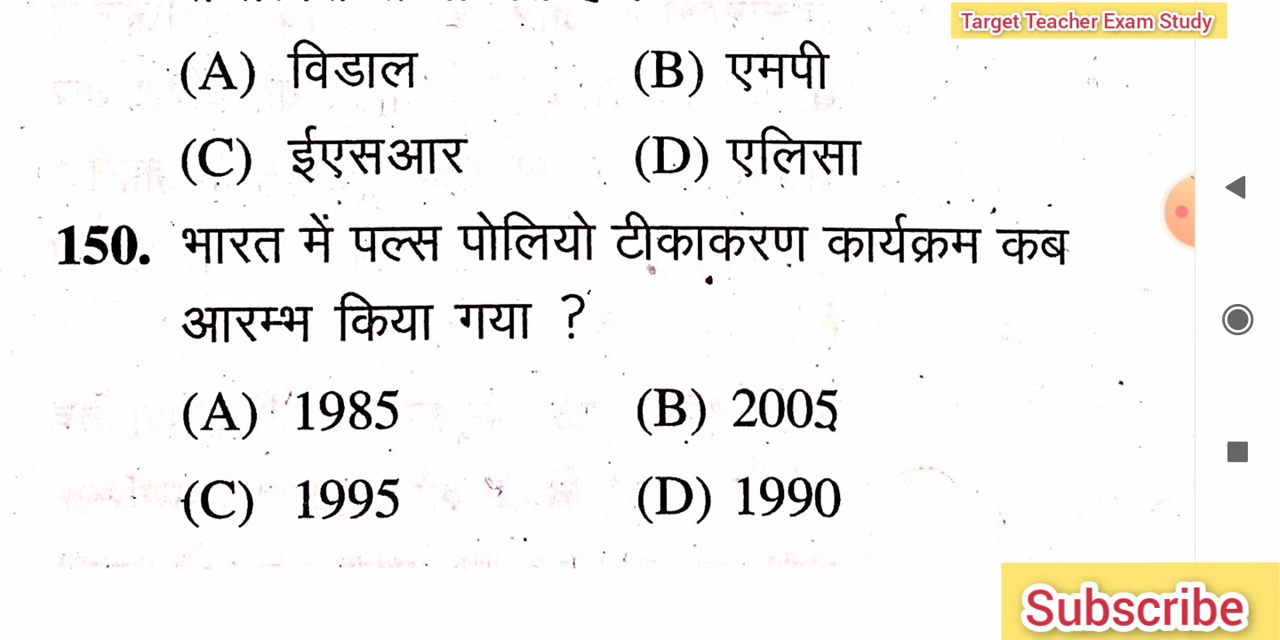 Target Teacher Exam Study
(A) विडाल (B) एमपी
(C) ईएसआर (D) एलिसा
150. भारत में पल्स पोलियो टीकाकरण कार्यक्रम कब
आरम्भ किया गया ?
(A) 1985 (B) 2005
(C) 1995 (D) 1990
Subscribe